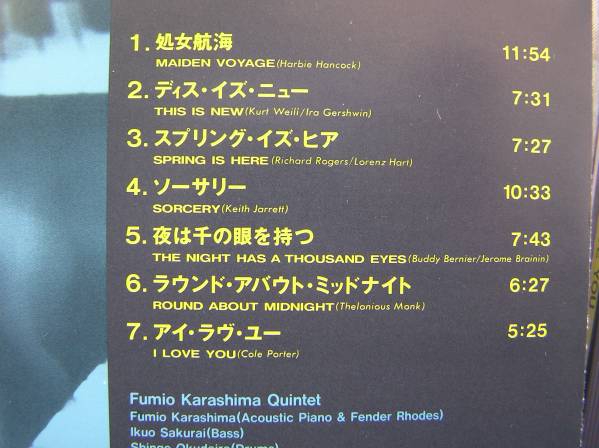 1. 処女航海 11:54
MAIDEN VOYAGE(Harbie Hancock)
2. ディス・イズ・ニュー 7:31
THIS IS NEW(Kurt Weill/Ira Gershwin)
3. スプリング・イズ・ヒア 7:27
SPRING IS HERE(Richard Rogers/Lorenz Hart)
4. ソーサリー 10:33
SORCERY(Keith Jarrett)
5. 夜は千の眼を持つ 7:43
THE NIGHT HAS A THOUSAND EYES(Buddy Bernier/Jerome Brainin)
6. ラウンド・アバウト・ミッドナイト 6:27
ROUND ABOUT MIDNIGHT(Thelonious Monk)
7. アイ・ラヴ・ユー 5:25
I LOVE YOU(Cole Porter)
Fumio Karashima Quintet
Fumio Karashima(Acoustic Piano & Fender Rhodes)
Ikuo Sakurai(Bass)
Shingo Okudaira(Drums)
YOU